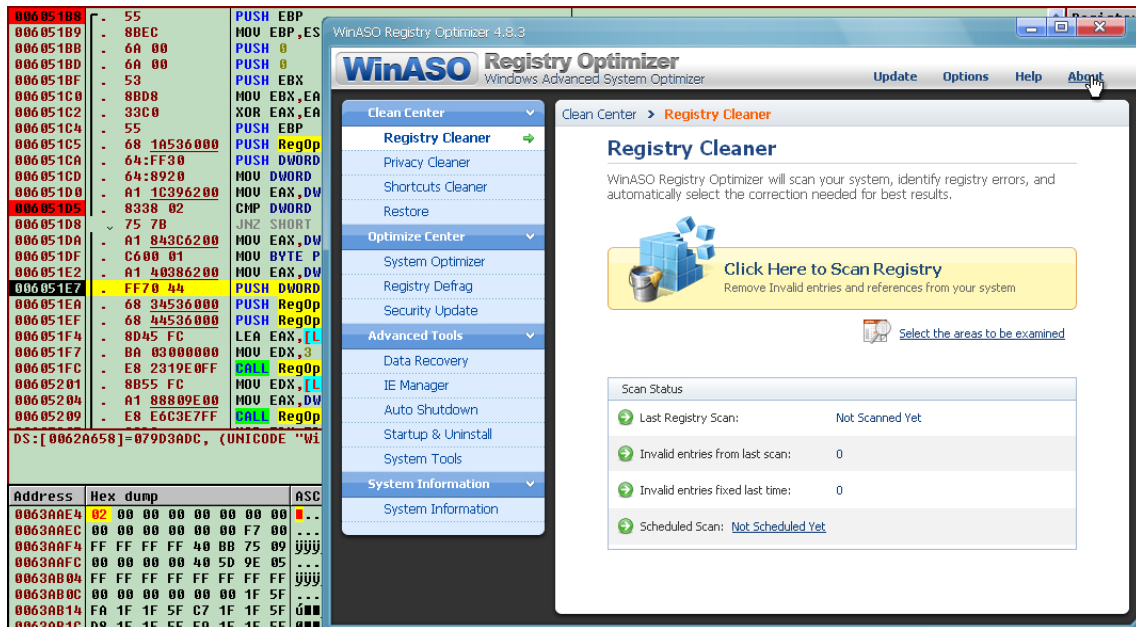 006051B8 . 55 PUSH EBP
006051B9 . 8BEC MOV EBP,ES
006051BB . 6A 00 PUSH 0
006051BD . 6A 00 PUSH 0
006051BF . 53 PUSH EBX
006051C0 . 8BD8 MOV EBX,EA
006051C2 . 33C0 XOR EAX,EA
006051C4 . 55 PUSH EBP
006051C5 . 68 1A536000 PUSH RegOp
006051CA . 64:FF30 PUSH DWORD
006051CD . 64:8920 MOV DWORD
006051D0 . A1 1C396200 MOV EAX,DW
006051D5 . 8338 02 CMP DWORD
006051D8 . 75 7B JNZ SHORT
006051DA . A1 843C6200 MOV EAX,DW
006051DF . C600 01 MOV BYTE P
006051E2 . A1 40386200 MOV EAX,DW
006051E7 . FF70 44 PUSH DWORD
006051EA . 68 34536000 PUSH RegOp
006051EF . 68 44536000 PUSH RegOp
006051F4 . 8D45 FC LEA EAX,[L
006051F7 . BA 03000000 MOV EDX,3
006051FC . E8 2319E0FF CALL RegOp
00605201 . 8B55 FC MOV EDX,[L
00605204 . A1 88809E00 MOV EAX,DW
00605209 . E8 E6C3E7FF CALL RegOp
DS:[0062A658]=079D3ADC, (UNICODE "Wi
Address Hex dump ASC
0063AAE4 02 00 00 00 00 00 00 00 ...
0063AAEC 00 00 00 00 00 00 F7 00 ...
0063AAF4 FF FF FF FF 40 BB 75 09 ÿÿÿ
0063AAFC 00 00 00 00 40 5D 9E 05 ...
0063AB04 FF FF FF FF FF FF FF FF ÿÿÿ
0063AB0C 00 00 00 00 00 00 1F 5F ...
0063AB14 FA 1F 1F 5F C7 1F 1F 5F ú
WinASO Registry Optimizer 4.8.3
WinASO Registry Optimizer
Windows Advanced System Optimizer
Update Options Help About
Clean Center
Registry Cleaner
Privacy Cleaner
Shortcuts Cleaner
Restore
Optimize Center
System Optimizer
Registry Defrag
Security Update
Advanced Tools
Data Recovery
IE Manager
Auto Shutdown
Startup & Uninstall
System Tools
System Information
System Information
Clean Center > Registry Cleaner
Registry Cleaner
WinASO Registry Optimizer will scan your system, identify registry errors, and
automatically select the correction needed for best results.
Click Here to Scan Registry
Remove Invalid entries and references from your system
Select the areas to be examined
Scan Status
Last Registry Scan: Not Scanned Yet
Invalid entries from last scan: 0
Invalid entries fixed last time: 0
Scheduled Scan: Not Scheduled Yet